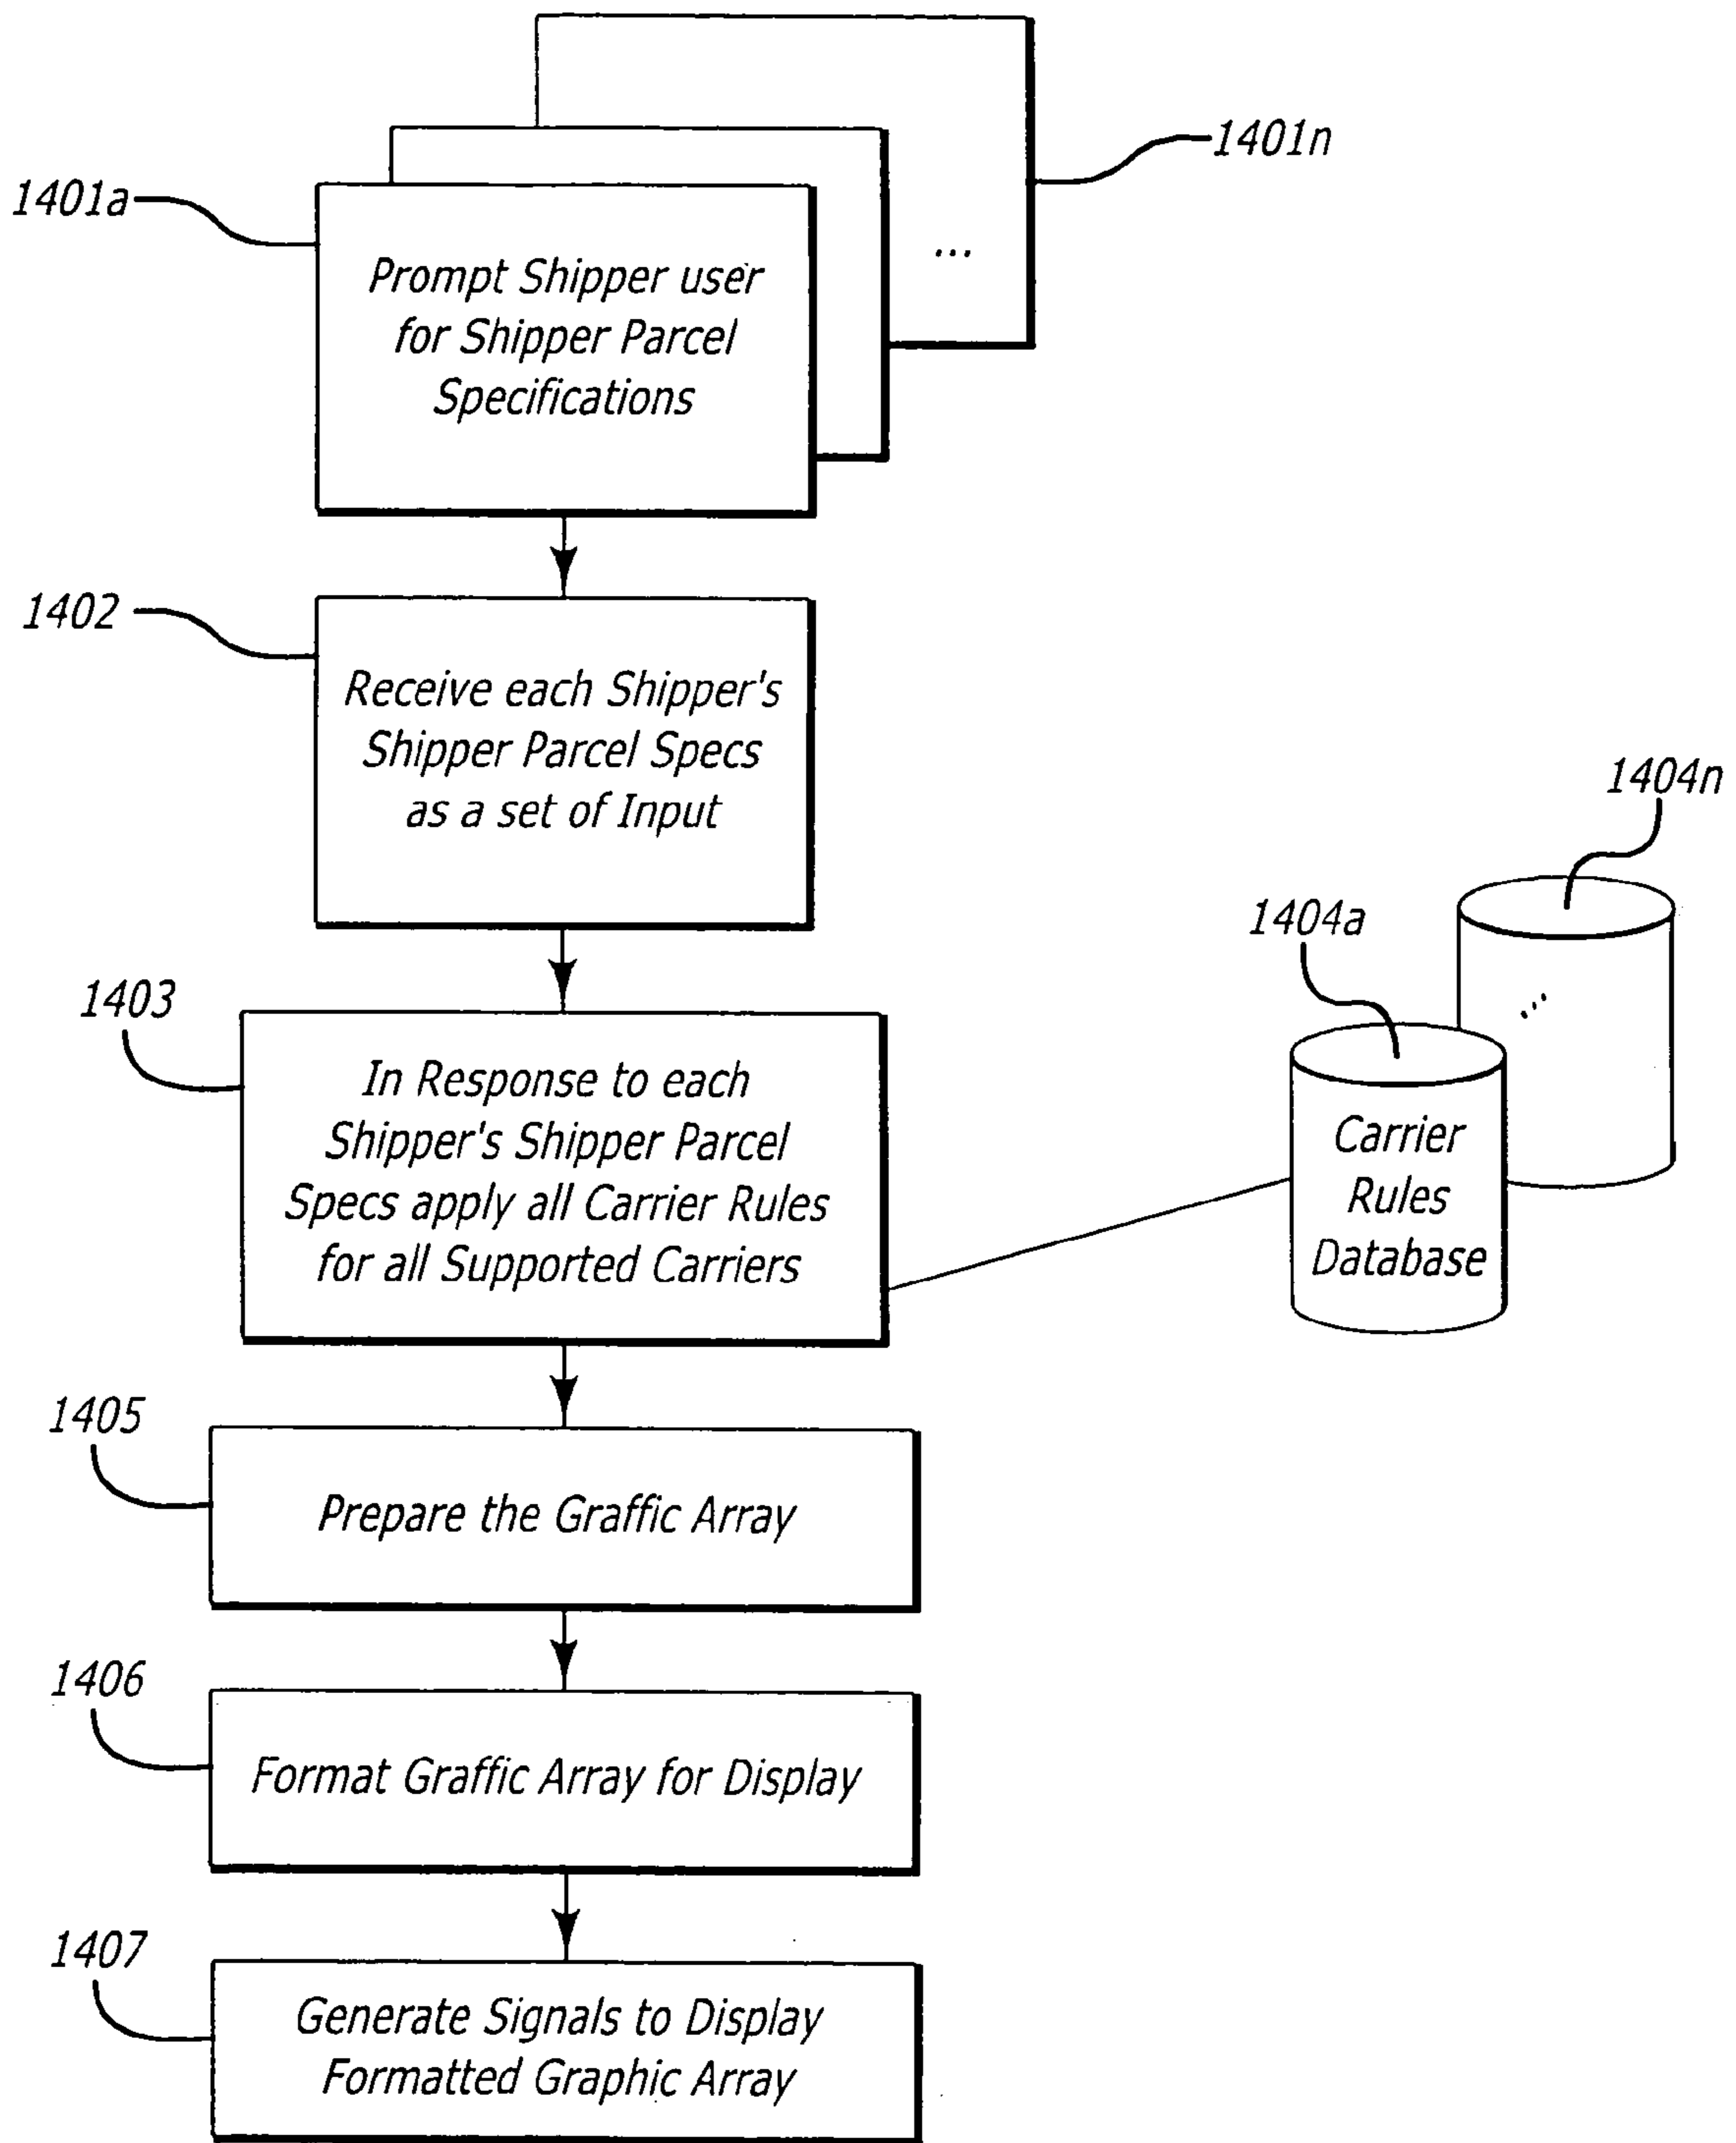 1401n
1401a
...
Prompt Shipper user
for Shipper Parcel
Specifications
1402
Receive each Shipper's
Shipper Parcel Specs
as a set of Input
1404n
1404a
...
1403
In Response to each
Shipper's Shipper Parcel
Specs apply all Carrier Rules
for all Supported Carriers
Carrier
Rules
Database
1405
Prepare the Graffic Array
1406
Format Graffic Array for Display
1407
Generate Signals to Display
Formatted Graphic Array